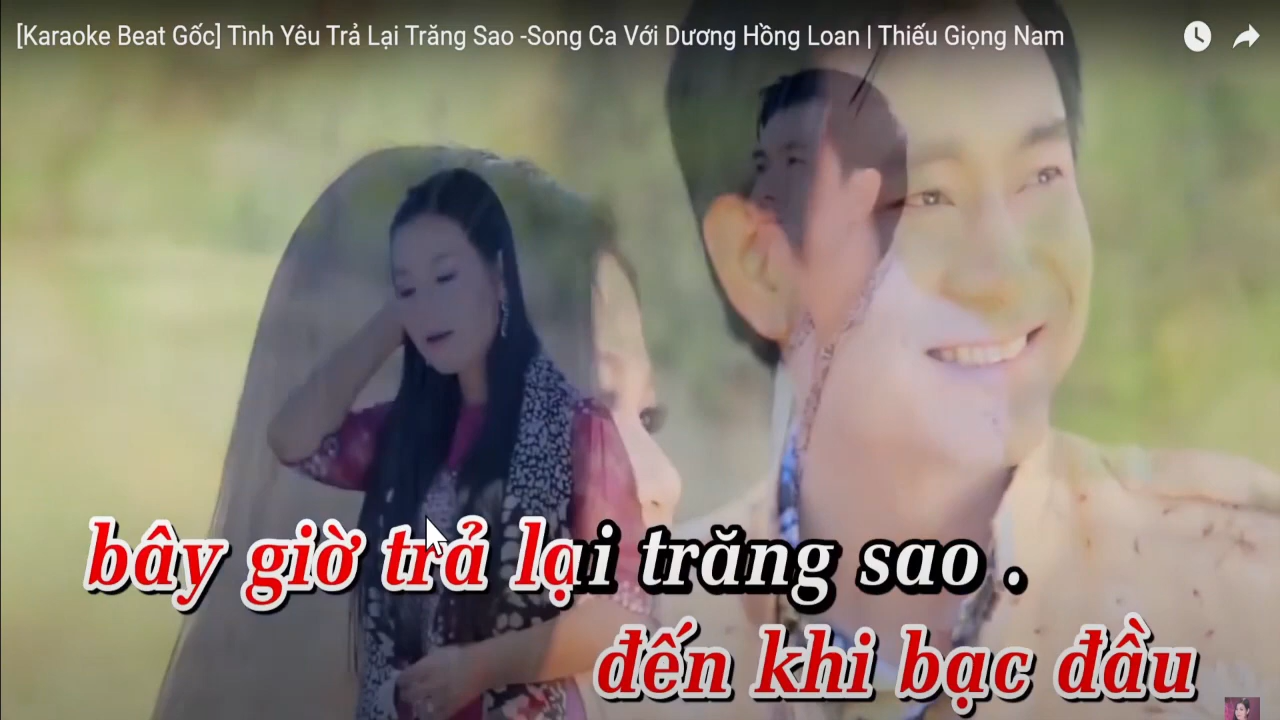 [Karaoke Beat Gốc] Tình Yêu Trả Lại Trăng Sao -Song Ca Với Dương Hồng Loan | Thiếu Giọng Nam
bây giờ trả lại trăng sao .
đến khi bạc đầu